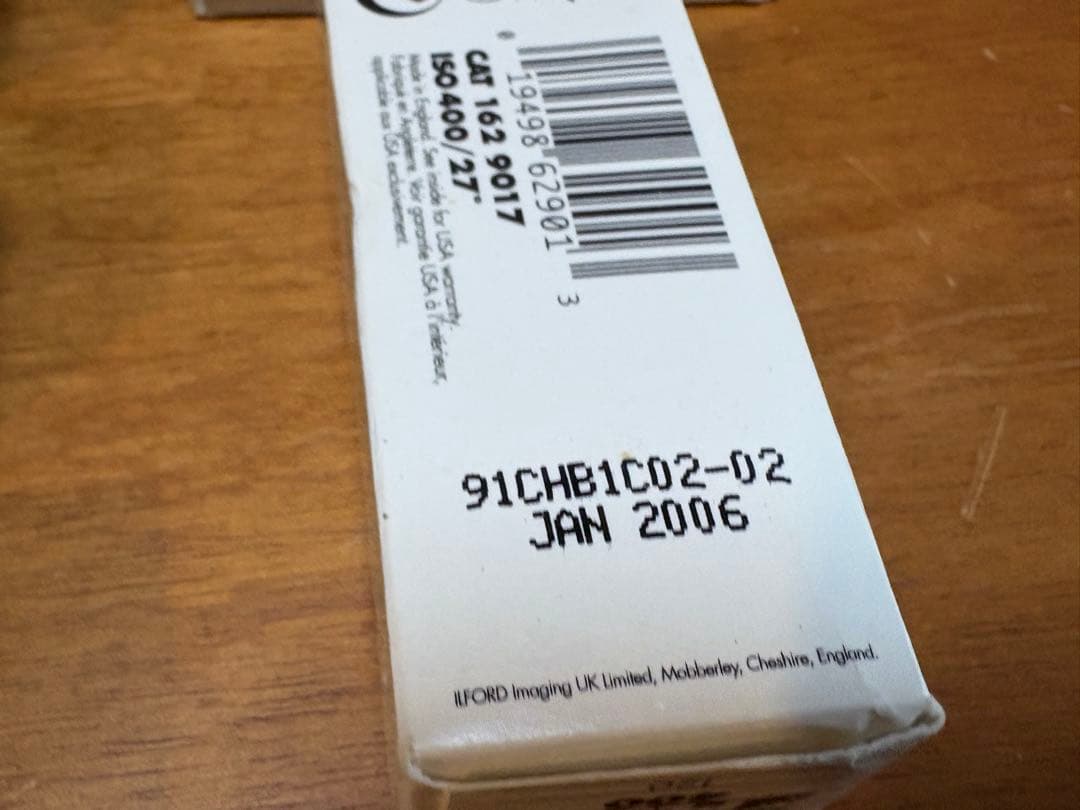 0 19498 62901 3
CAT 162 9017
ISO 400/27°
Made in England. See inside for USA warranty.
Fabriqué en Angleterre. Voir garantie USA à l'intérieur,
applicable aux USA exclusivement.
91CHB1C02-02
JAN 2006
ILFORD Imaging UK Limited, Mobberley, Cheshire, England.